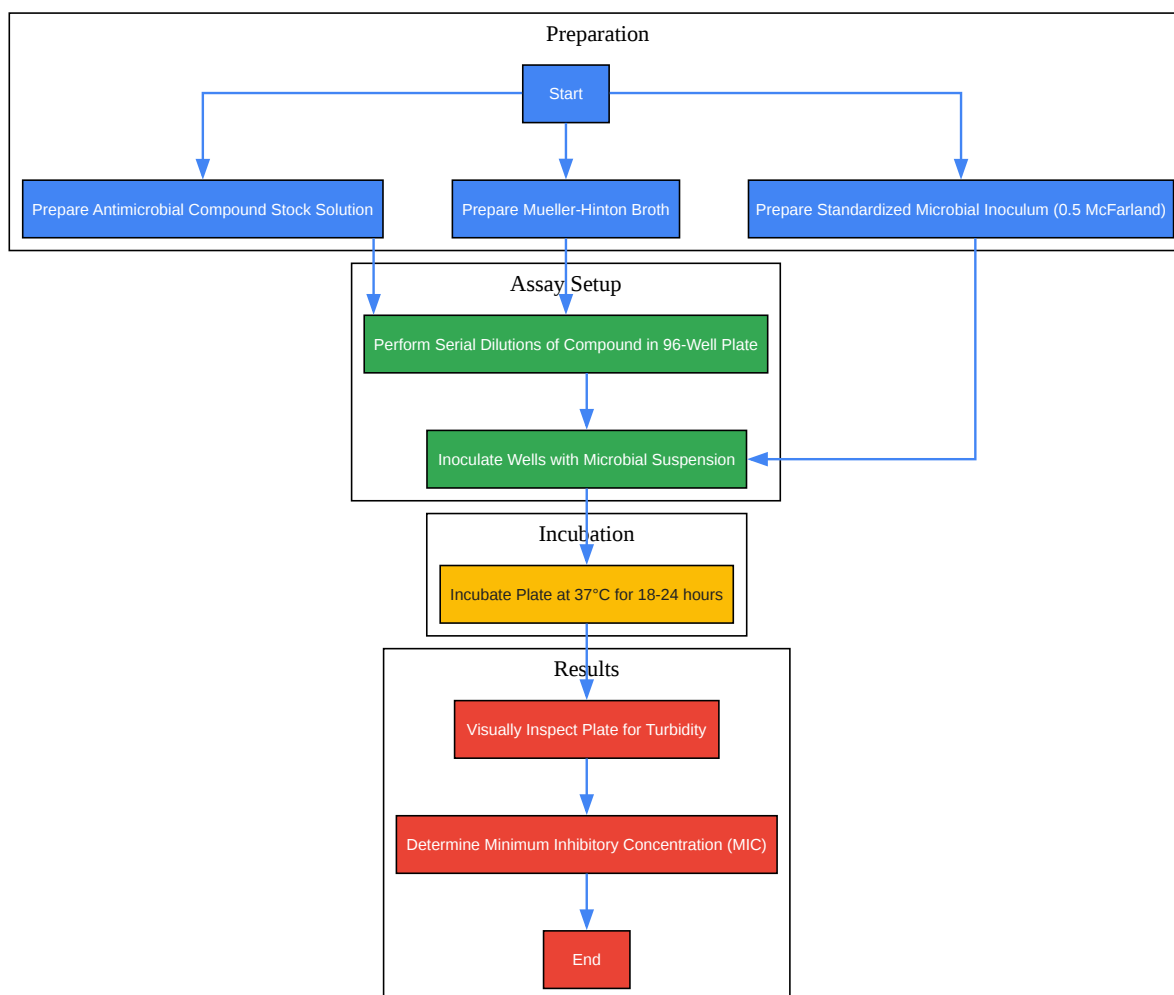 Preparation
Start
Prepare Antimicrobial Compound Stock Solution
Prepare Mueller-Hinton Broth
Prepare Standardized Microbial Inoculum (0.5 McFarland)
Assay Setup
Perform Serial Dilutions of Compound in 96-Well Plate
Inoculate Wells with Microbial Suspension
Incubation
Incubate Plate at 37°C for 18-24 hours
Results
Visually Inspect Plate for Turbidity
Determine Minimum Inhibitory Concentration (MIC)
End